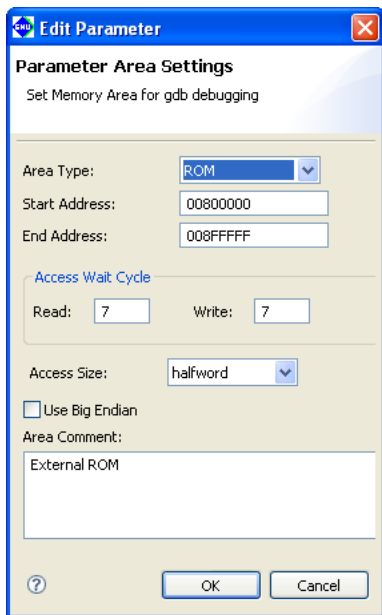 GNU Edit Parameter
Parameter Area Settings
Set Memory Area for gdb debugging
Area Type: ROM
Start Address: 00800000
End Address: 008FFFFF
Access Wait Cycle
Read: 7 Write: 7
Access Size: halfword
Use Big Endian
Area Comment:
External ROM
? OK Cancel